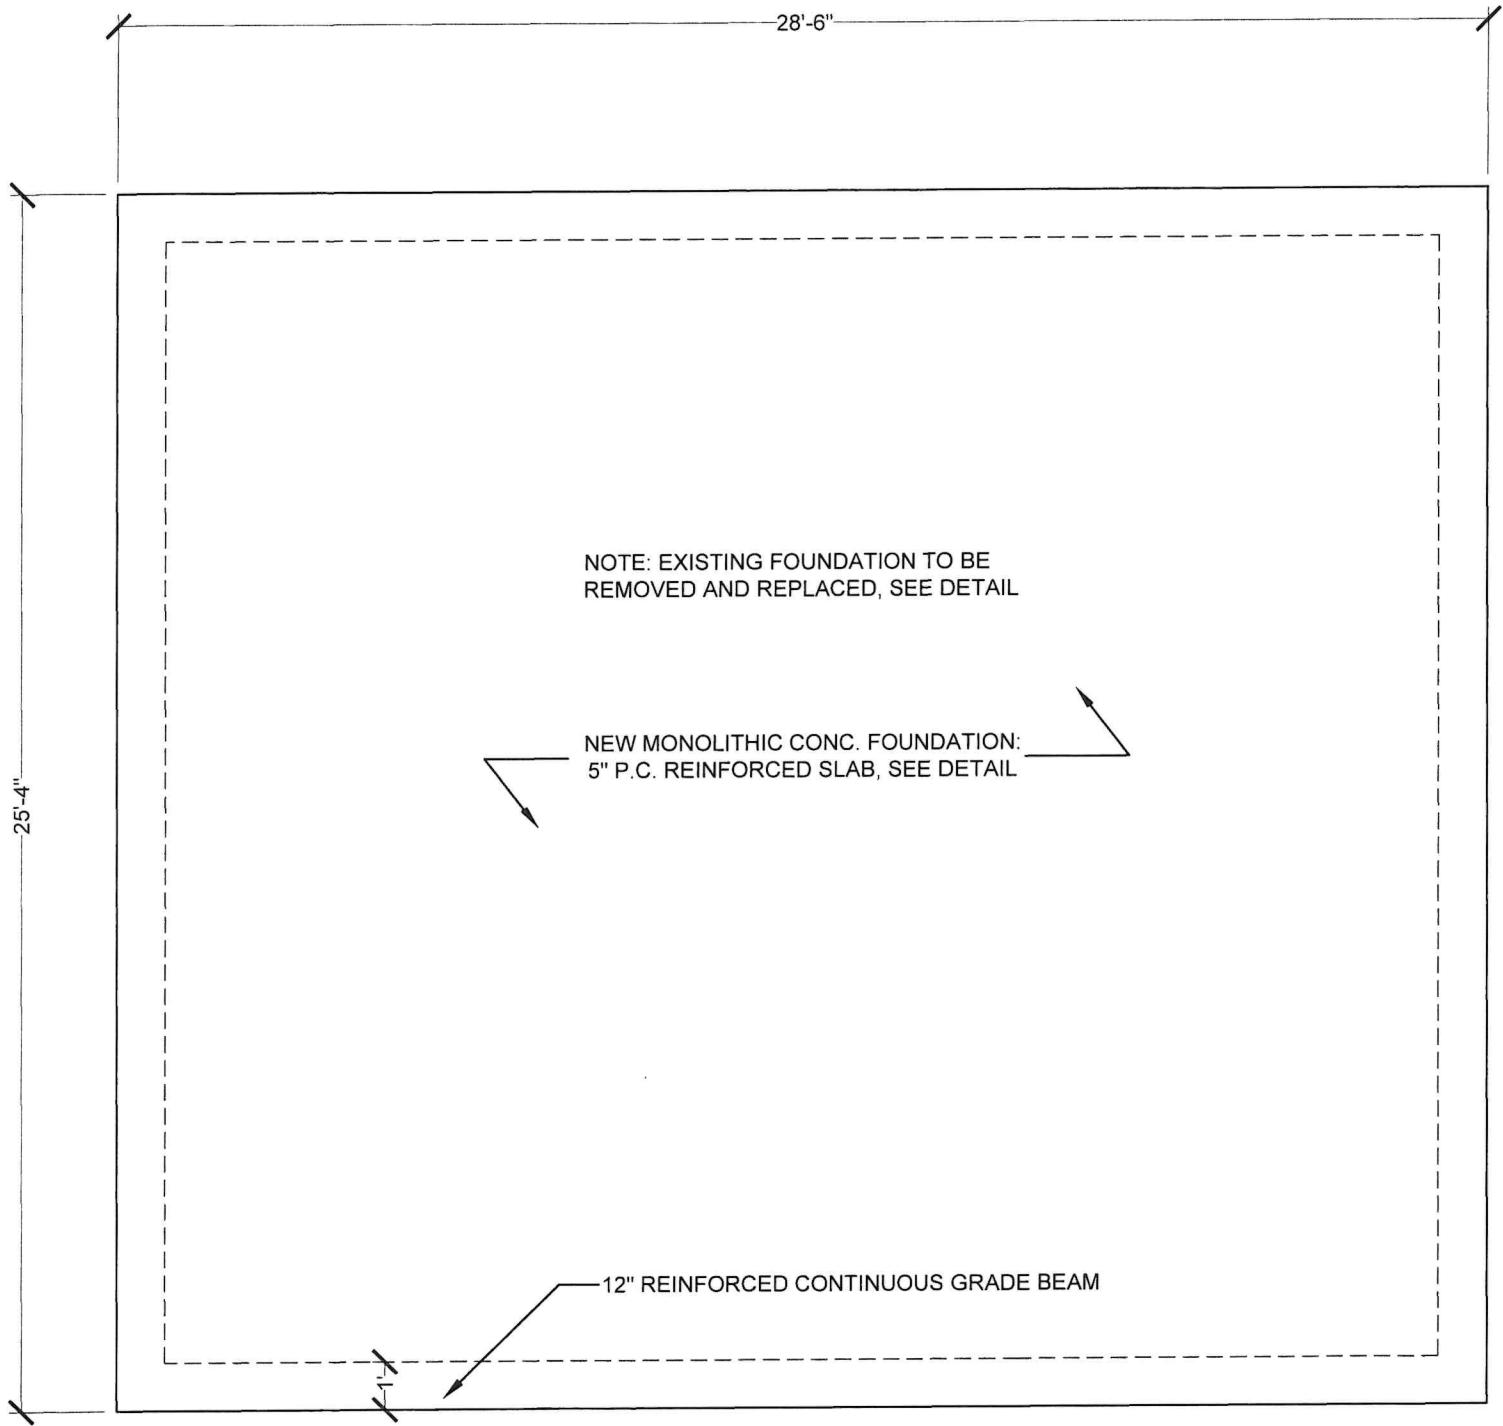 28'-6"
NOTE: EXISTING FOUNDATION TO BE
REMOVED AND REPLACED, SEE DETAIL
NEW MONOLITHIC CONC. FOUNDATION:
5" P.C. REINFORCED SLAB, SEE DETAIL
25'-4"
12" REINFORCED CONTINUOUS GRADE BEAM
1'